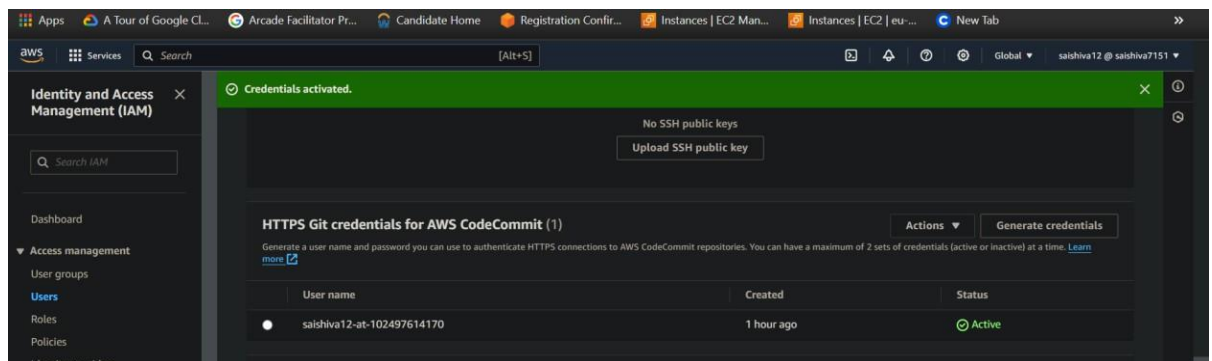 Apps A Tour of Google Cl... Arcade Facilitator Pr... Candidate Home Registration Confir... Instances | EC2 Man... Instances | EC2 | eu-... New Tab »
aws Services Search [Alt+S] Global ▼ saishiva12 @ saishiva7151 ▼
Identity and Access Management (IAM)
Search IAM
Dashboard
Access management
User groups
Users
Roles
Policies
Credentials activated.
No SSH public keys
Upload SSH public key
HTTPS Git credentials for AWS CodeCommit (1)
Actions ▼ Generate credentials
Generate a user name and password you can use to authenticate HTTPS connections to AWS CodeCommit repositories. You can have a maximum of 2 sets of credentials (active or inactive) at a time. Learn
more
User name Created Status
saishiva12-at-102497614170 1 hour ago Active